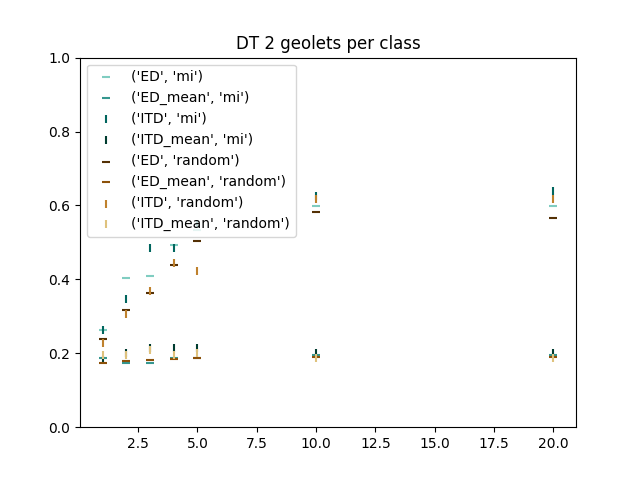 DT 2 geolets per class
1.0
0.8
0.6
0.4
0.2
0.0
('ED', 'mi')
('ED_mean', 'mi')
('ITD', 'mi')
('ITD_mean', 'mi')
('ED', 'random')
('ED_mean', 'random')
('ITD', 'random')
('ITD_mean', 'random')
2.5 5.0 7.5 10.0 12.5 15.0 17.5 20.0